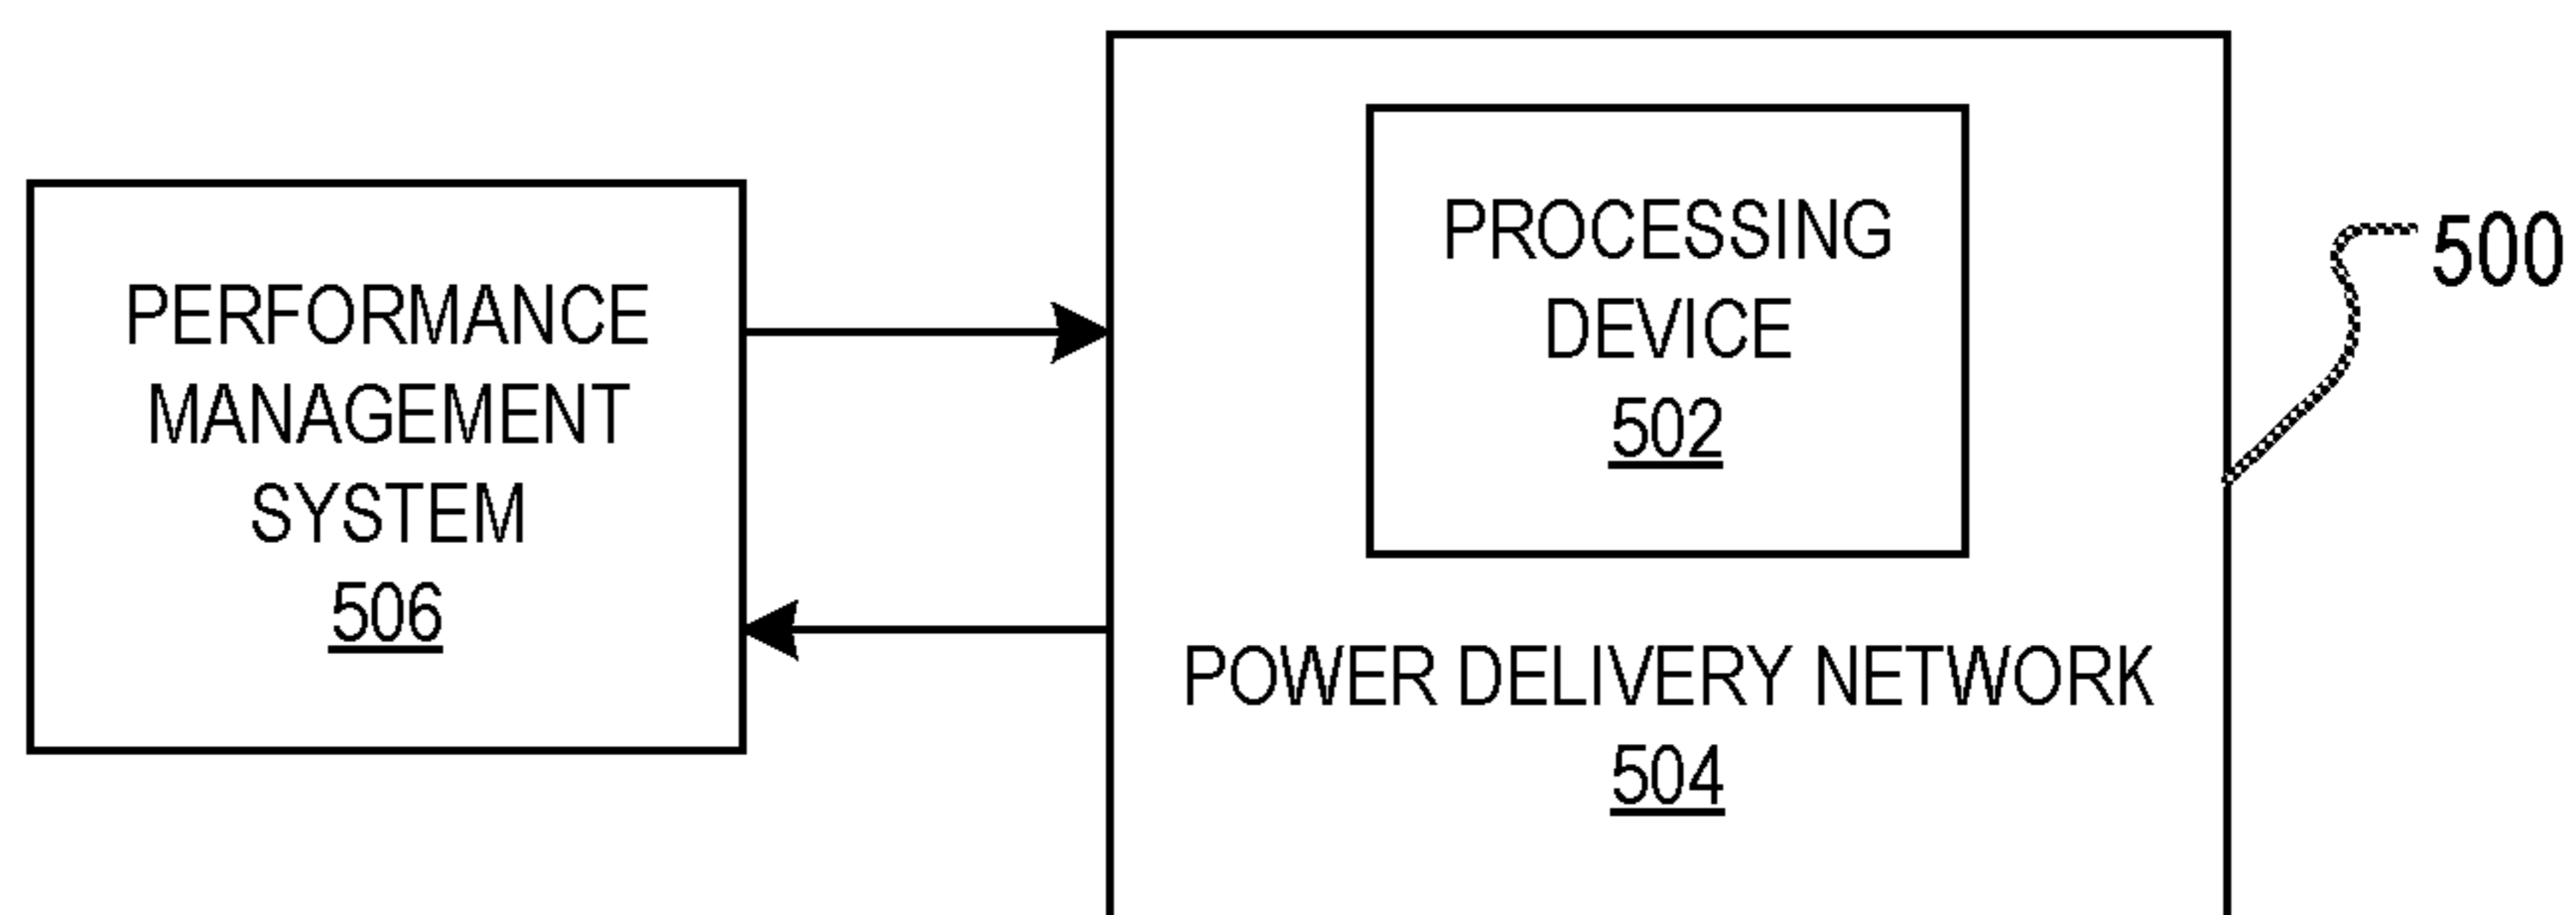 PERFORMANCE
MANAGEMENT
SYSTEM
506
PROCESSING
DEVICE
502
POWER DELIVERY NETWORK
504
500